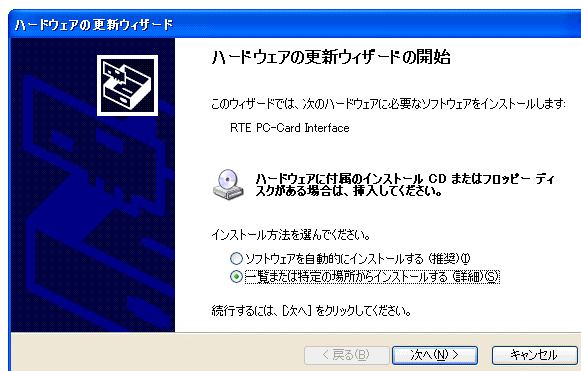 ハードウェアの更新ウィザード
ハードウェアの更新ウィザードの開始
このウィザードでは、次のハードウェアに必要なソフトウェアをインストールします:
RTE PC-Card Interface
ハードウェアに付属のインストール CD またはフロッピー ディ
スクがある場合は、挿入してください。
インストール方法を選んでください。
ソフトウェアを自動的にインストールする (推奨)(I)
一覧または特定の場所からインストールする (詳細)(S)
続行するには、[次へ] をクリックしてください。
< 戻る(B)
次へ(N) >
キャンセル